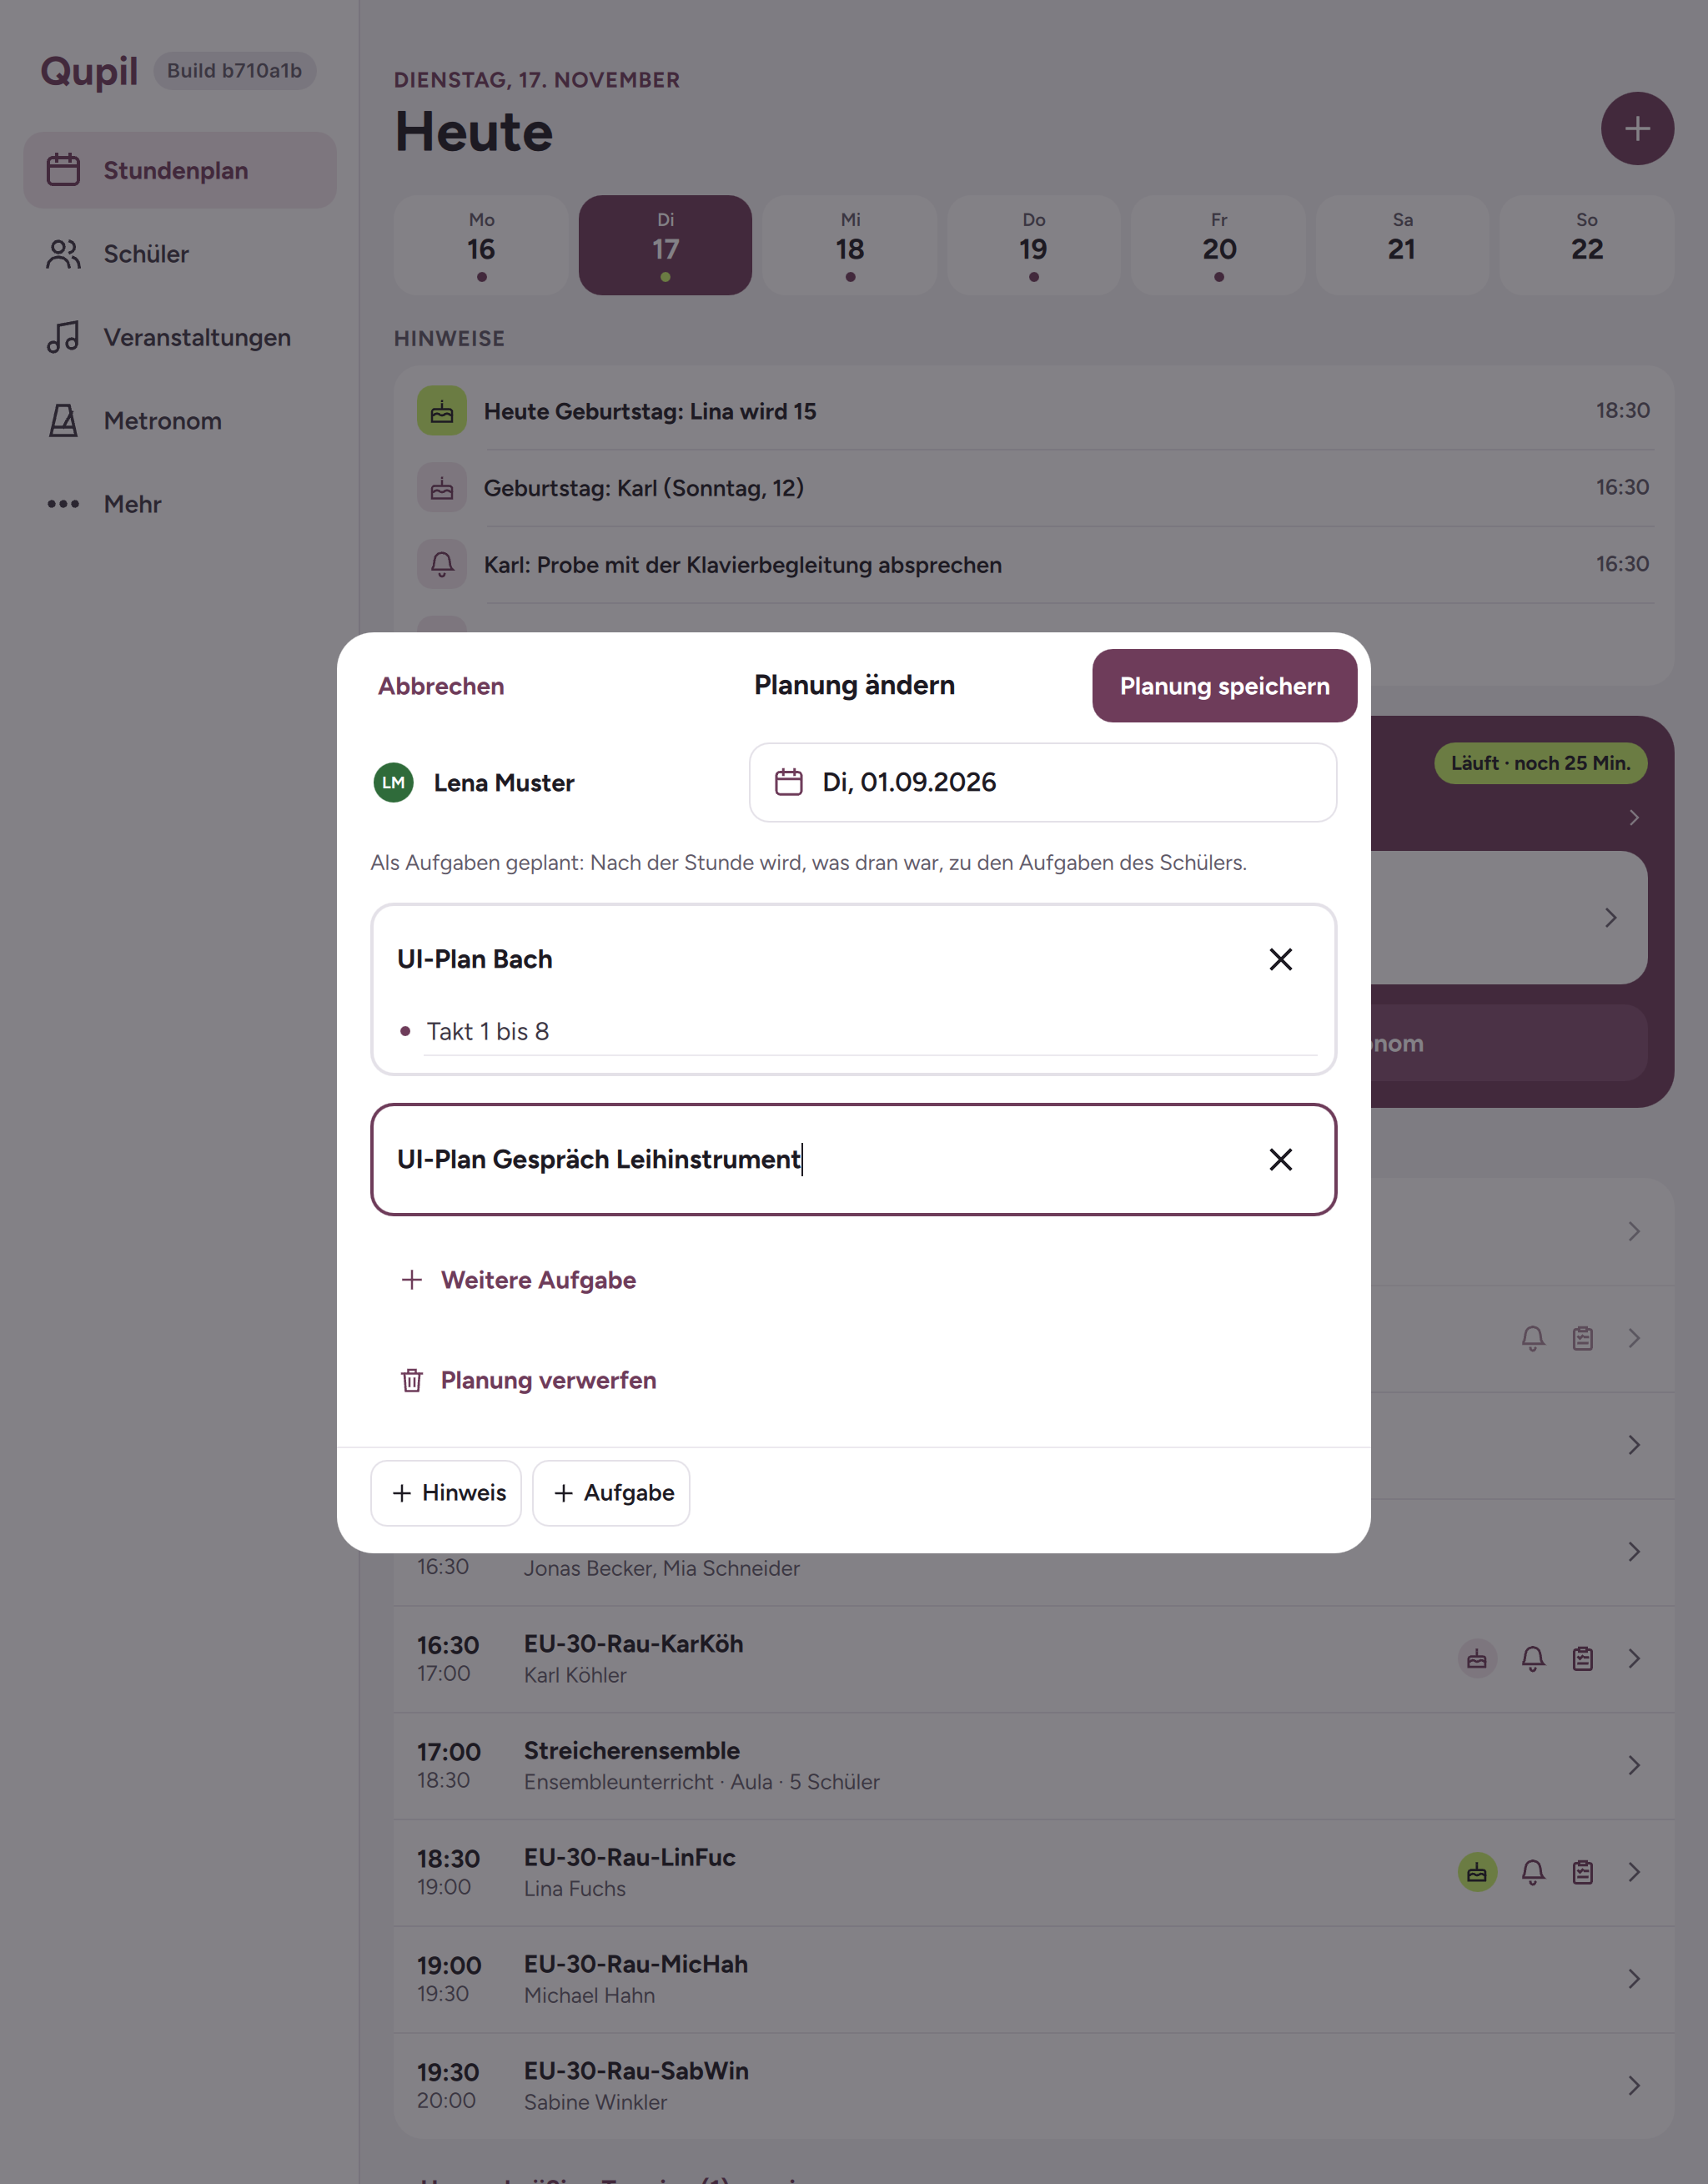 Qupil
Build b710a1b
Stundenplan
Schüler
Veranstaltungen
Metronom
Mehr
DIENSTAG, 17. NOVEMBER
Heute
Mo
16
Di
17
Mi
18
Do
19
Fr
20
Sa
21
So
22
HINWEISE
Heute Geburtstag: Lina wird 15
18:30
Geburtstag: Karl (Sonntag, 12)
16:30
Karl: Probe mit der Klavierbegleitung absprechen
16:30
Läuft · noch 25 Min.
Abbrechen
Planung ändern
Planung speichern
LM
Lena Muster
Di, 01.09.2026
Als Aufgaben geplant: Nach der Stunde wird, was dran war, zu den Aufgaben des Schülers.
UI-Plan Bach
Takt 1 bis 8
UI-Plan Gespräch Leihinstrument
Weitere Aufgabe
Planung verwerfen
Hinweis
Aufgabe
16:30
Jonas Becker, Mia Schneider
16:30
17:00
EU-30-Rau-KarKöh
Karl Köhler
17:00
18:30
Streicherensemble
Ensembleunterricht · Aula · 5 Schüler
18:30
19:00
EU-30-Rau-LinFuc
Lina Fuchs
19:00
19:30
EU-30-Rau-MicHah
Michael Hahn
19:30
20:00
EU-30-Rau-SabWin
Sabine Winkler